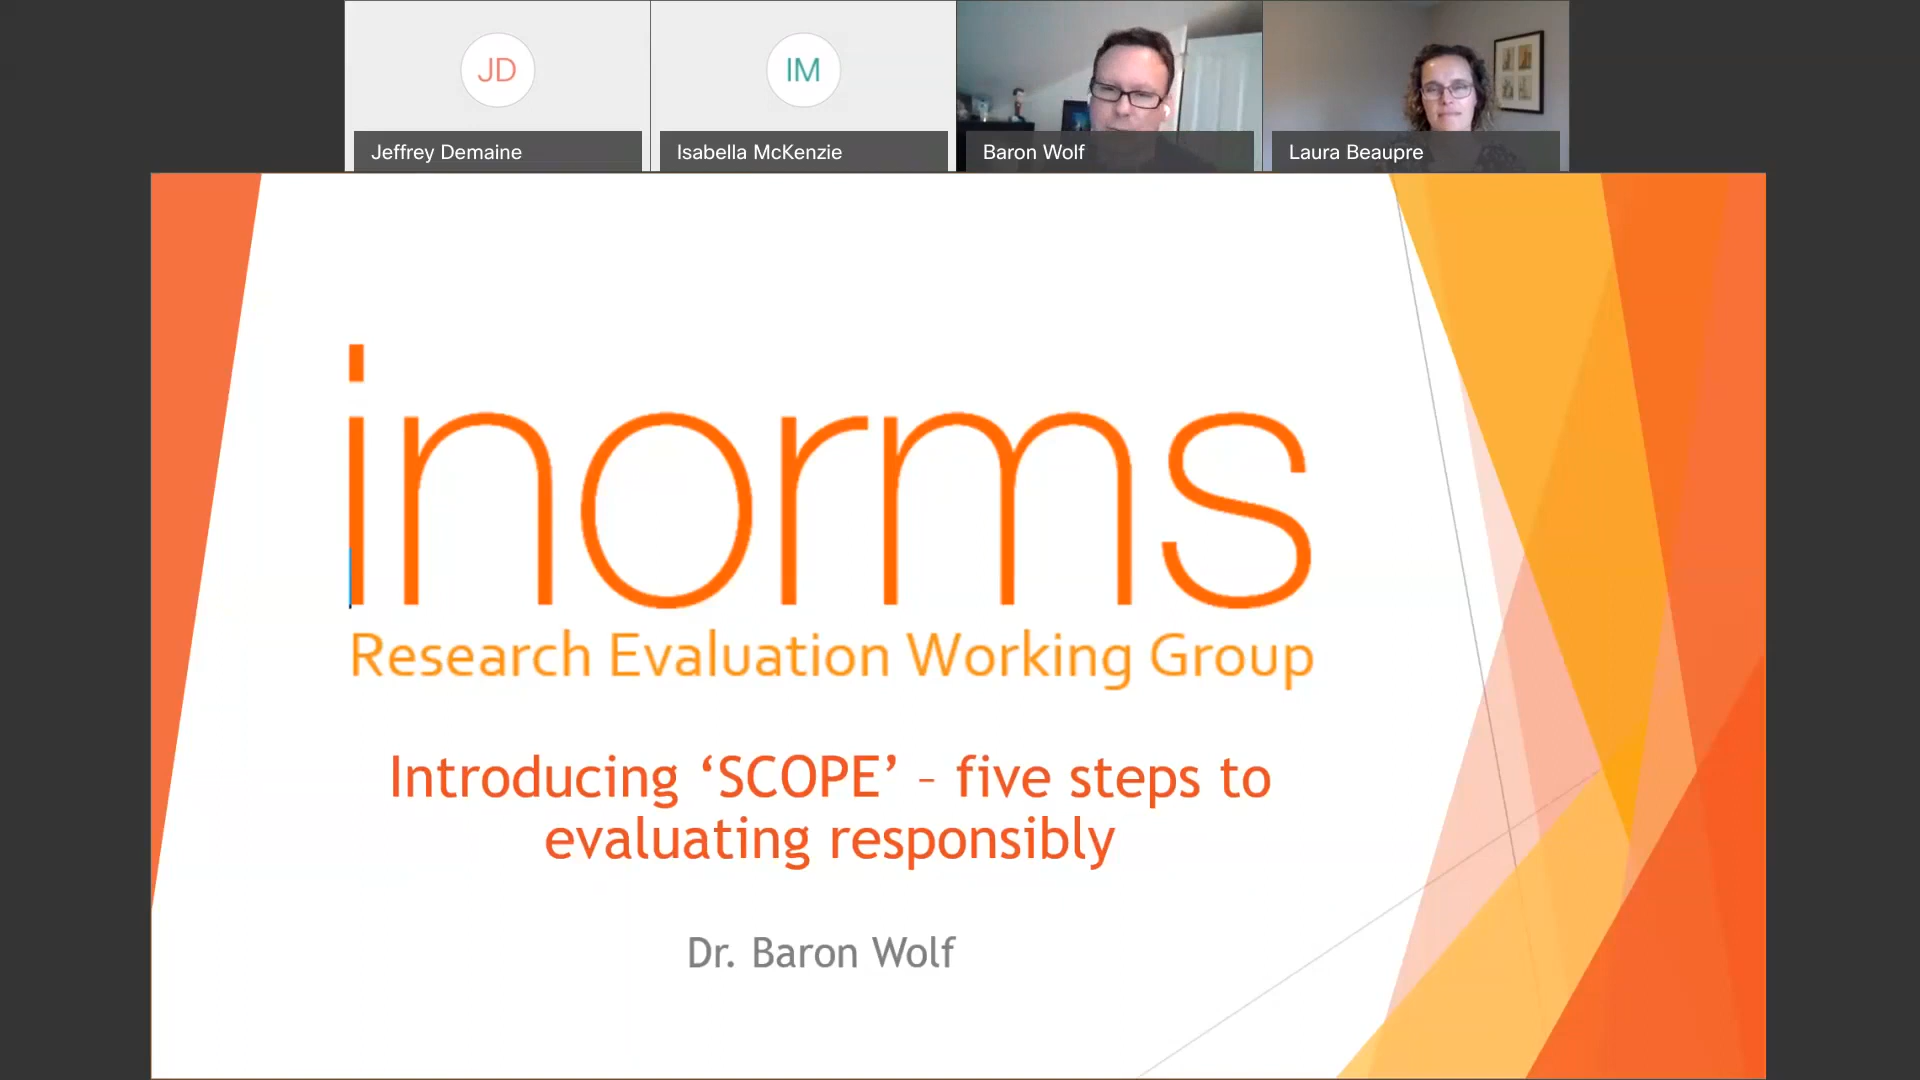 JD
IM
Jeffrey Demaine
Isabella McKenzie
Baron Wolf
Laura Beaupre
inorms
Research Evaluation Working Group
Introducing ‘SCOPE’ – five steps to
evaluating responsibly
Dr. Baron Wolf